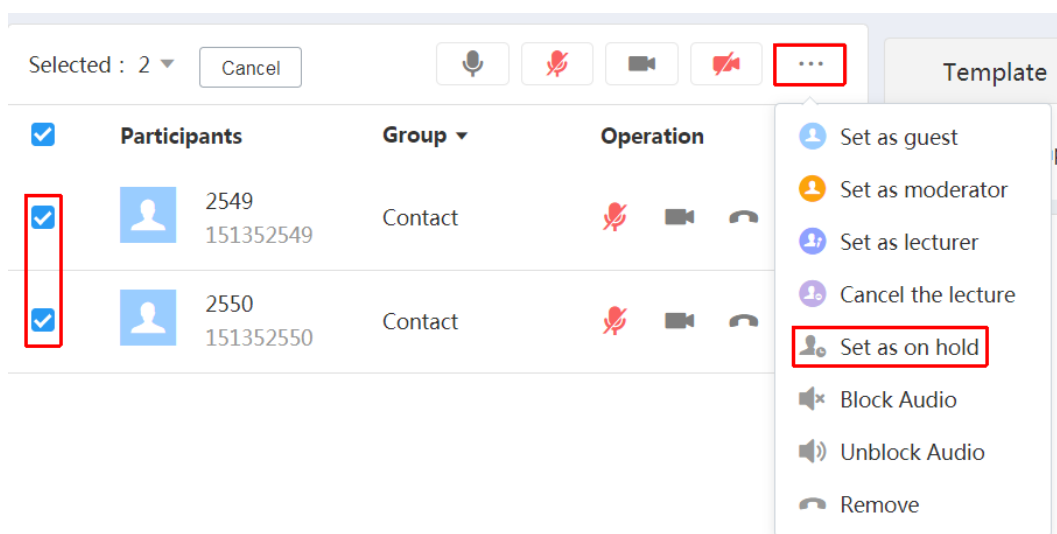 Selected : 2 Cancel ... Template
Participants Group Operation
2549
151352549
Contact
2550
151352550
Contact
Set as guest
Set as moderator
Set as lecturer
Cancel the lecture
Set as on hold
Block Audio
Unblock Audio
Remove